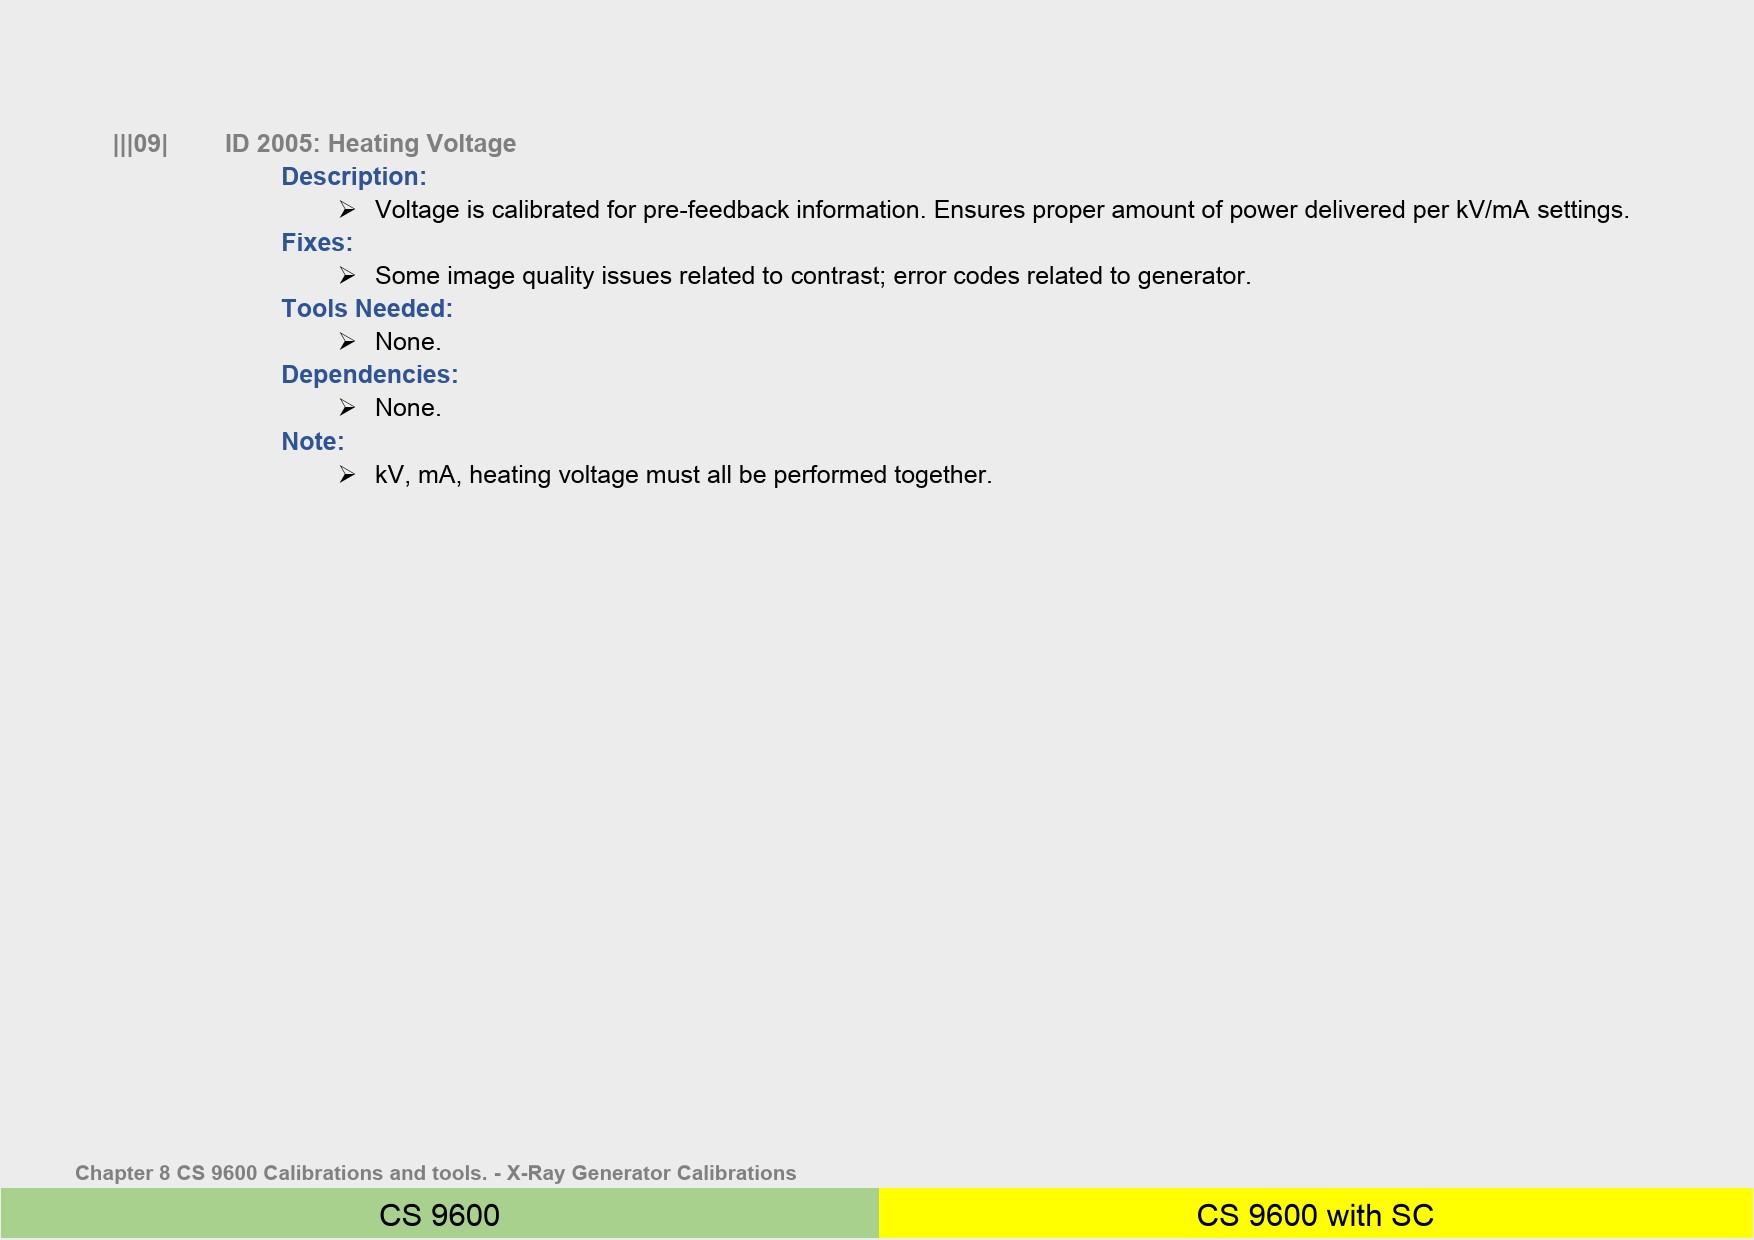 |||09| ID 2005: Heating Voltage
Description:
➢ Voltage is calibrated for pre-feedback information. Ensures proper amount of power delivered per kV/mA settings.
Fixes:
➢ Some image quality issues related to contrast; error codes related to generator.
Tools Needed:
➢ None.
Dependencies:
➢ None.
Note:
➢ kV, mA, heating voltage must all be performed together.
Chapter 8 CS 9600 Calibrations and tools. - X-Ray Generator Calibrations
CS 9600 CS 9600 with SC